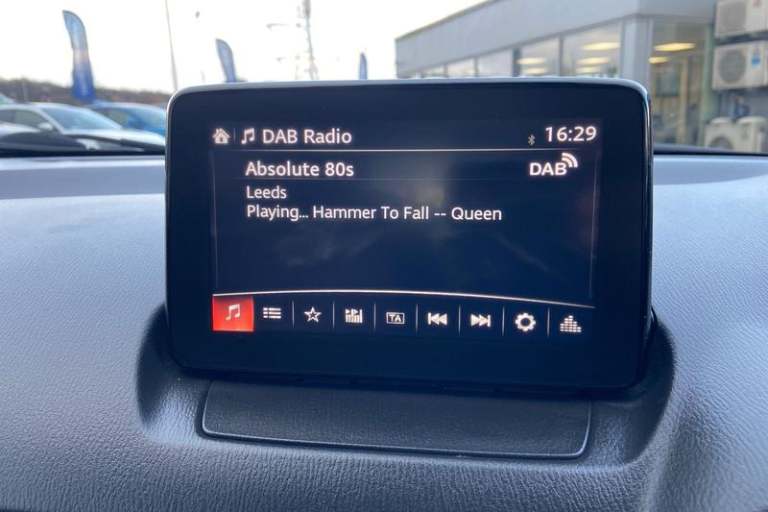 DAB Radio 16:29
Absolute 80s DAB
Leeds
Playing... Hammer To Fall -- Queen
TA